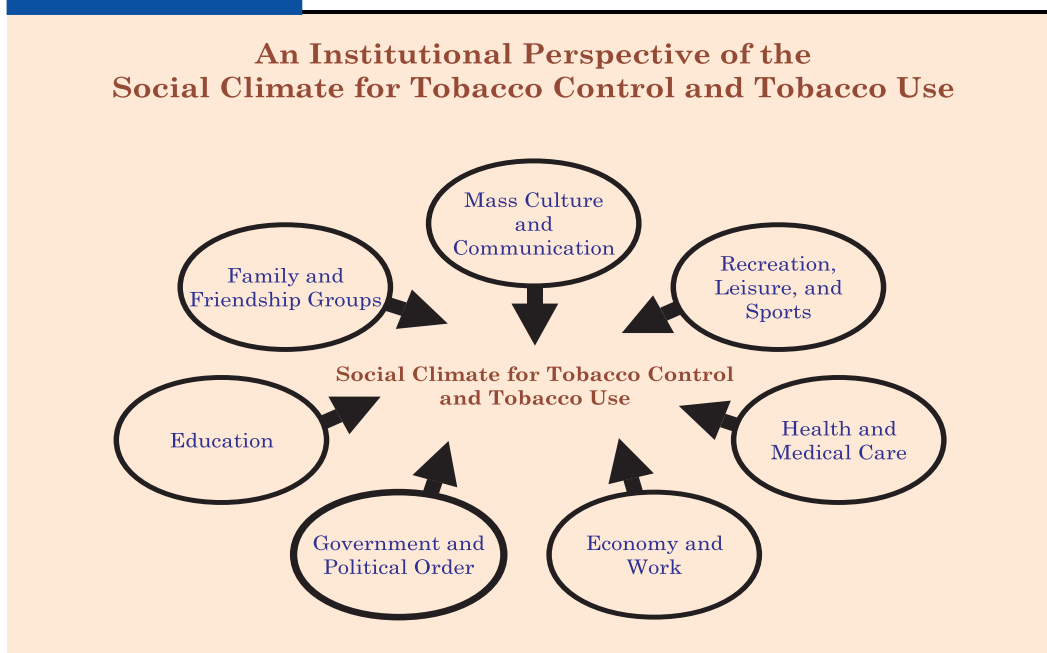 An Institutional Perspective of the
Social Climate for Tobacco Control and Tobacco Use
Mass Culture
and
Communication
Family and
Friendship Groups
Recreation,
Leisure, and
Sports
Social Climate for Tobacco Control
and Tobacco Use
Education
Health and
Medical Care
Government and
Political Order
Economy and
Work